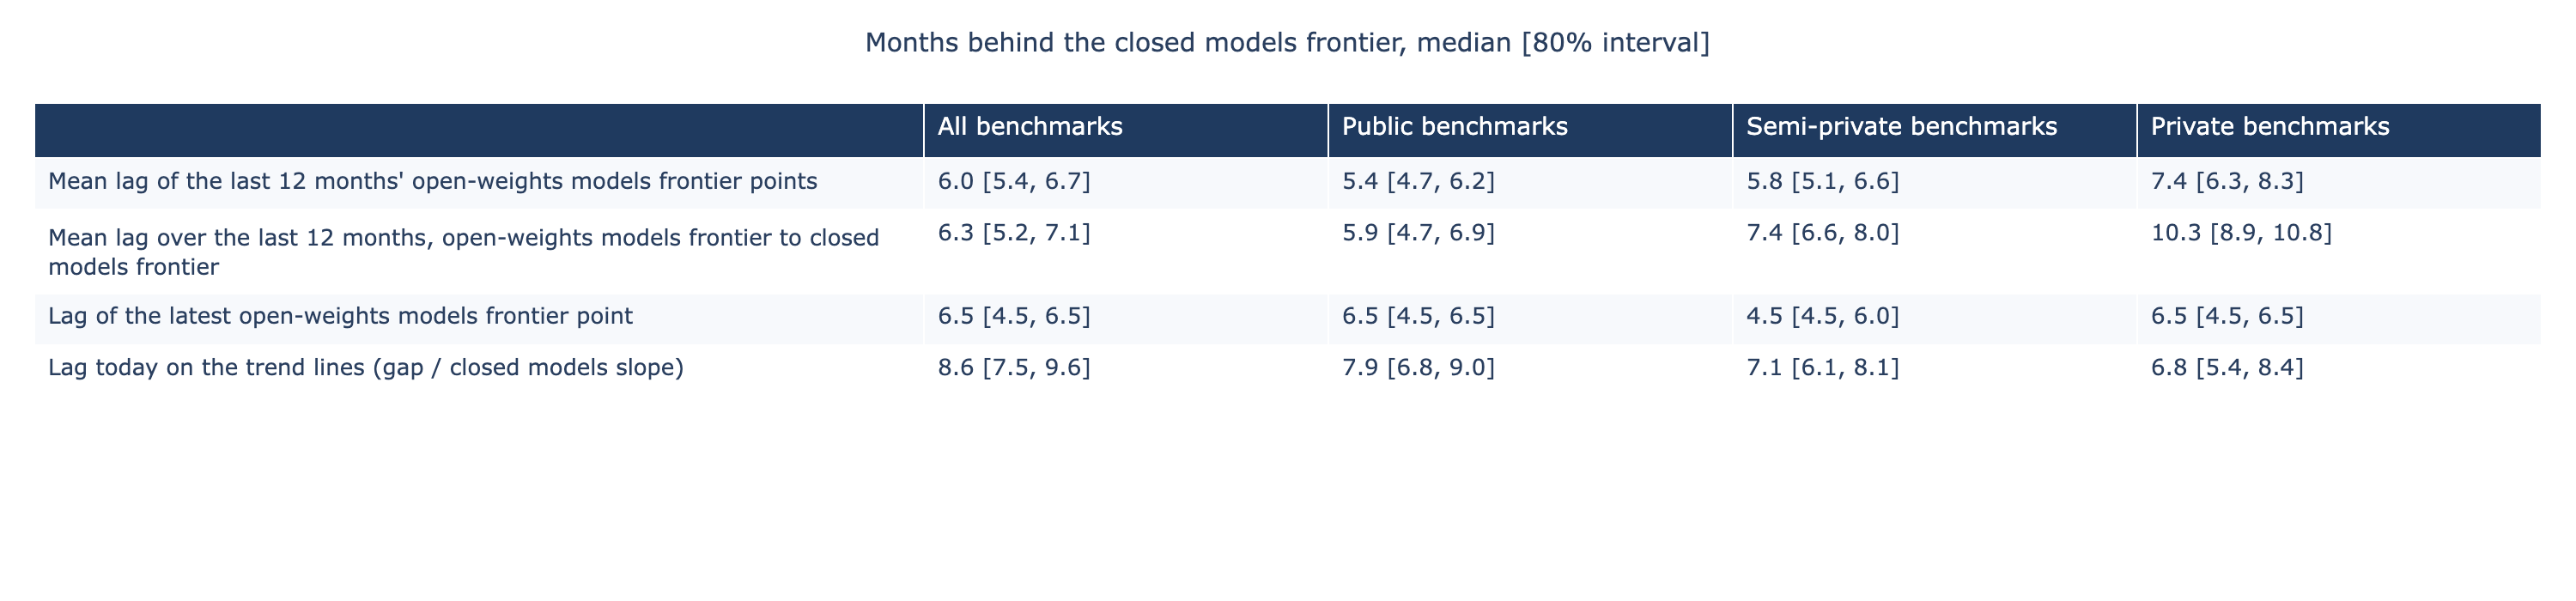 Months behind the closed models frontier, median [80% interval]
All benchmarks Public benchmarks Semi-private benchmarks Private benchmarks
Mean lag of the last 12 months' open-weights models frontier points 6.0 [5.4, 6.7] 5.4 [4.7, 6.2] 5.8 [5.1, 6.6] 7.4 [6.3, 8.3]
Mean lag over the last 12 months, open-weights models frontier to closed 6.3 [5.2, 7.1] 5.9 [4.7, 6.9] 7.4 [6.6, 8.0] 10.3 [8.9, 10.8]
models frontier
Lag of the latest open-weights models frontier point 6.5 [4.5, 6.5] 6.5 [4.5, 6.5] 4.5 [4.5, 6.0] 6.5 [4.5, 6.5]
Lag today on the trend lines (gap / closed models slope) 8.6 [7.5, 9.6] 7.9 [6.8, 9.0] 7.1 [6.1, 8.1] 6.8 [5.4, 8.4]